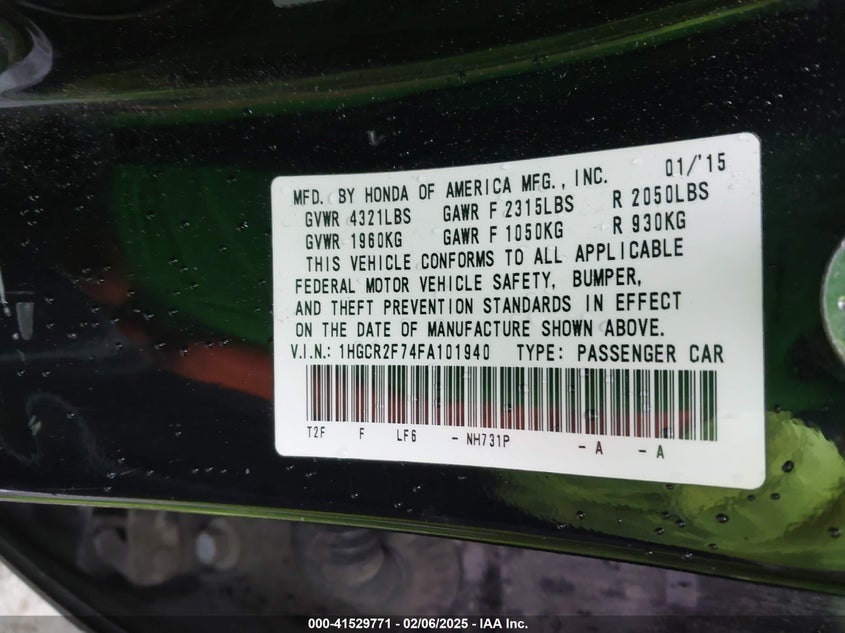 MFD. BY HONDA OF AMERICA MFG., INC. 01/'15
GVWR 4321LBS GAWR F 2315LBS R 2050LBS
GVWR 1960KG GAWR F 1050KG R 930KG
THIS VEHICLE CONFORMS TO ALL APPLICABLE
FEDERAL MOTOR VEHICLE SAFETY, BUMPER,
AND THEFT PREVENTION STANDARDS IN EFFECT
ON THE DATE OF MANUFACTURE SHOWN ABOVE.
V.I.N.: 1HGCR2F74FA101940 TYPE: PASSENGER CAR
T2F F LF6 - NH731P - A - A
000-41529771 - 02/06/2025 - IAA Inc.